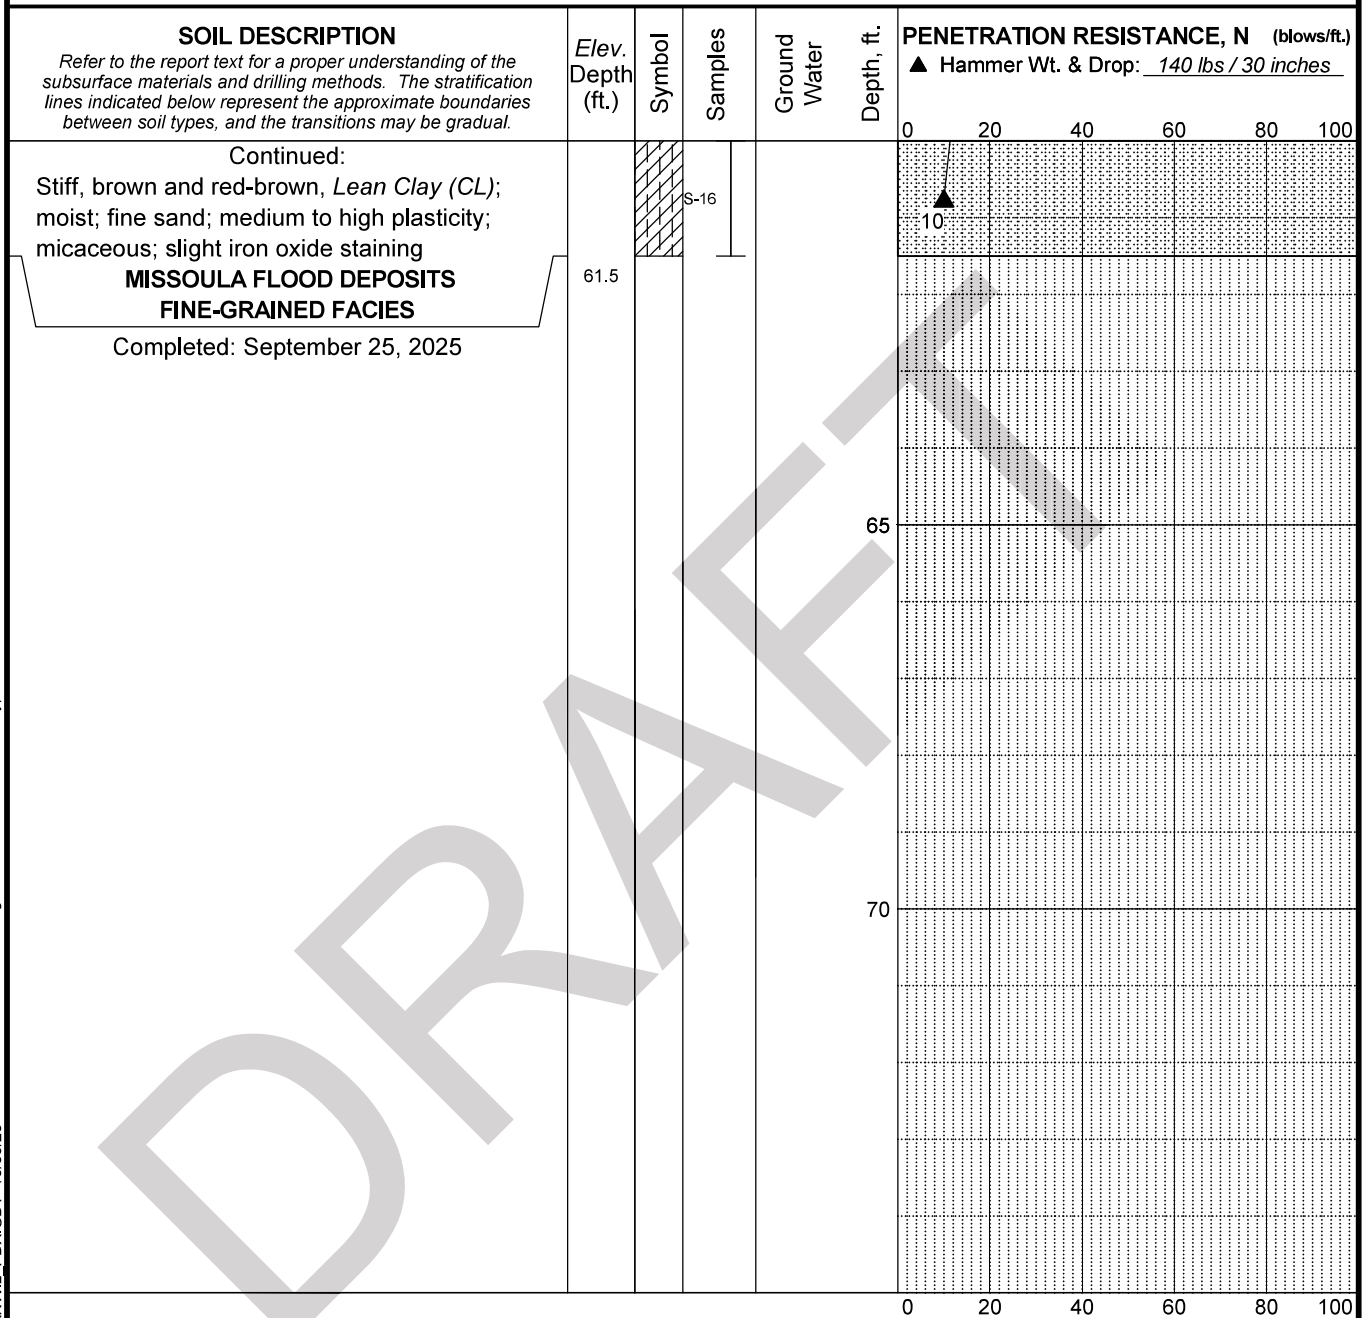 SOIL DESCRIPTION
Refer to the report text for a proper understanding of the
subsurface materials and drilling methods. The stratification
lines indicated below represent the approximate boundaries
between soil types, and the transitions may be gradual.
Elev.
Depth
(ft.)
Symbol
Samples
Ground
Water
Depth, ft.
PENETRATION RESISTANCE, N (blows/ft.)
▲ Hammer Wt. & Drop: 140 lbs / 30 inches
0 20 40 60 80 100
Continued:
Stiff, brown and red-brown, Lean Clay (CL);
moist; fine sand; medium to high plasticity;
micaceous; slight iron oxide staining
S-16
10
MISSOULA FLOOD DEPOSITS
FINE-GRAINED FACIES
61.5
Completed: September 25, 2025
65
70
DRAFT
0 20 40 60 80 100